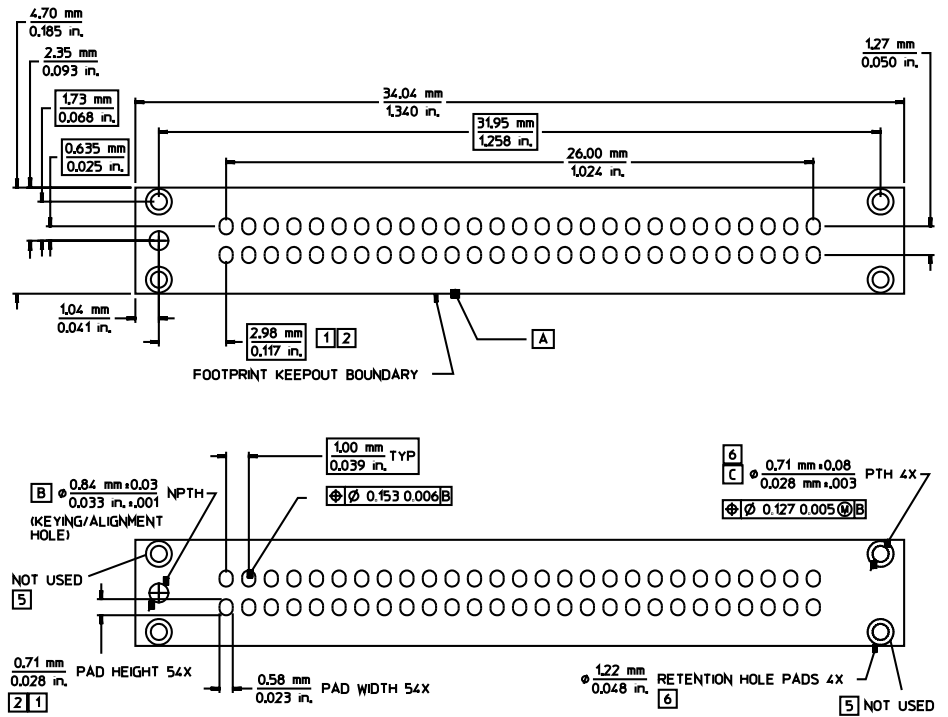 4.70 mm
0.185 in.
2.35 mm
0.093 in.
1.73 mm
0.068 in.
0.635 mm
0.025 in.
34.04 mm
1.340 in.
31.95 mm
1.258 in.
26.00 mm
1.024 in.
1.27 mm
0.050 in.
1.04 mm
0.041 in.
2.98 mm
0.117 in.
1 2
A
FOOTPRINT KEEPOUT BOUNDARY
1.00 mm
0.039 in.
TYP
⌖ Ø 0.153 0.006 B
B ø 0.84 mm±0.03
0.033 in.±.001
NPTH
(KEYING/ALIGNMENT
HOLE)
6
C ø 0.71 mm±0.08
0.028 mm±.003
PTH 4X
⌖ Ø 0.127 0.005 Ⓜ B
NOT USED
5
0.71 mm
0.028 in.
PAD HEIGHT 54X
2 1
0.58 mm
0.023 in.
PAD WIDTH 54X
ø 1.22 mm
0.048 in.
RETENTION HOLE PADS 4X
6
5 NOT USED